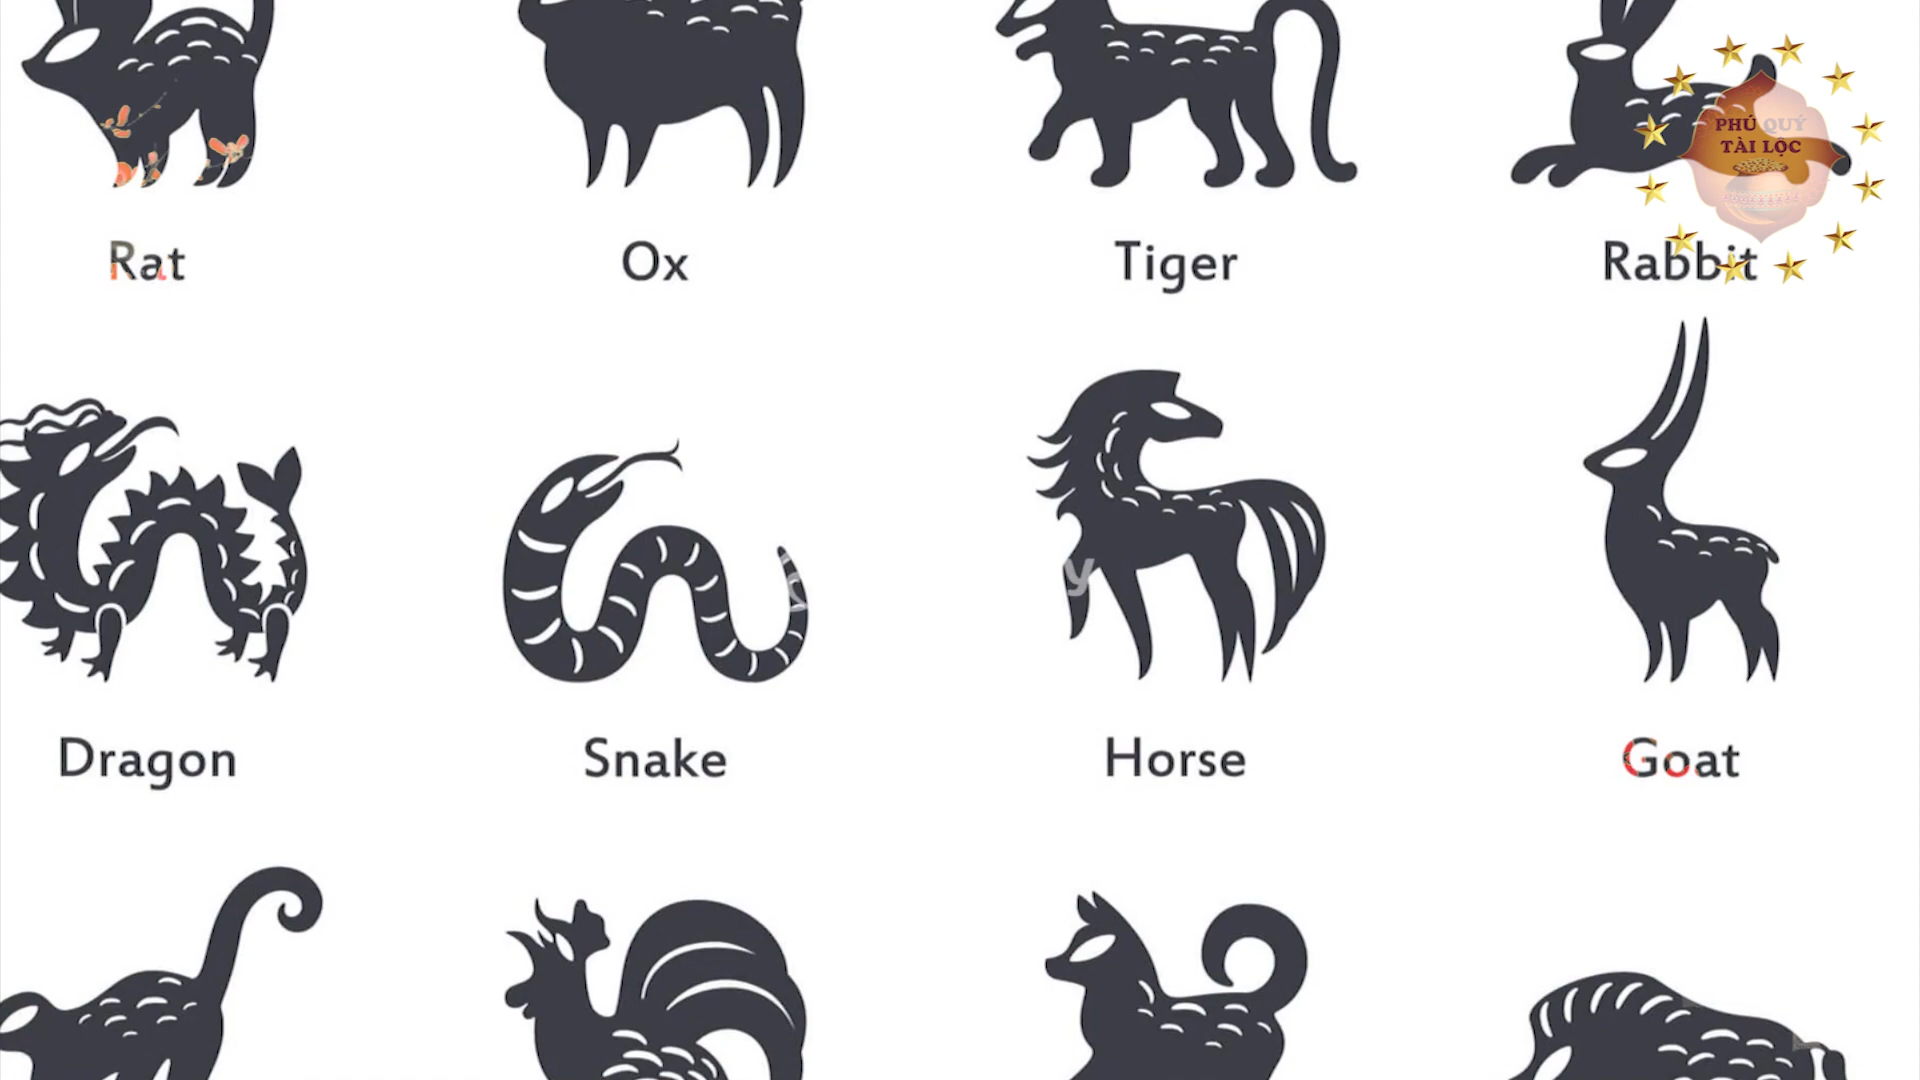 PHÚ QUÝ
TÀI LỘC
Rat
Ox
Tiger
Rabbit
Dragon
Snake
Horse
Goat